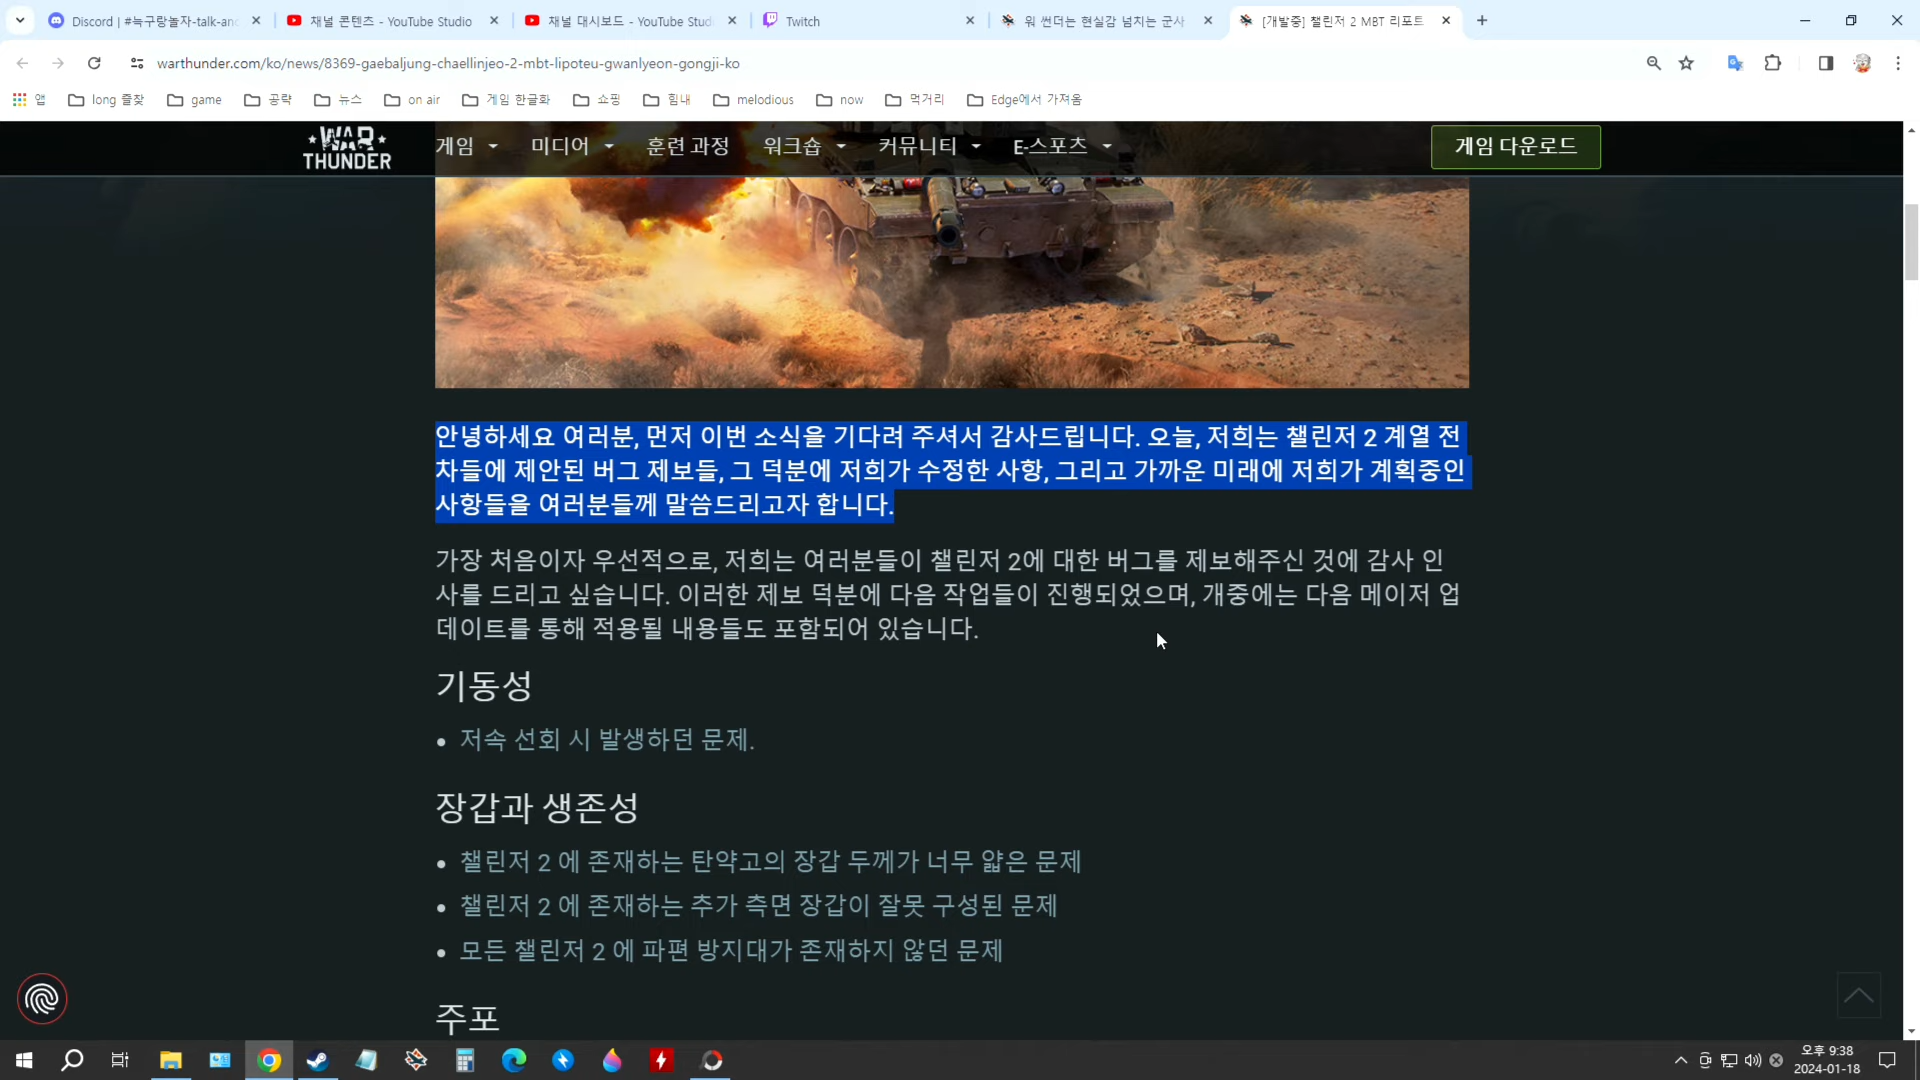 Discord | #늑구랑놀자-talk-and
채널 콘텐츠 - YouTube Studio
채널 대시보드 - YouTube Studi
Twitch
워 썬더는 현실감 넘치는 군사
[개발중] 챌린저 2 MBT 리포트
warthunder.com/ko/news/8369-gaebaljung-chaellinjeo-2-mbt-lipoteu-gwanlyeon-gongji-ko
앱
long 즐찾
game
공략
뉴스
on air
게임 한글화
쇼핑
힘내
melodious
now
먹거리
Edge에서 가져옴
WAR THUNDER
게임
미디어
훈련 과정
워크숍
커뮤니티
E-스포츠
게임 다운로드
안녕하세요 여러분, 먼저 이번 소식을 기다려 주셔서 감사드립니다. 오늘, 저희는 챌린저 2 계열 전
차들에 제안된 버그 제보들, 그 덕분에 저희가 수정한 사항, 그리고 가까운 미래에 저희가 계획중인
사항들을 여러분들께 말씀드리고자 합니다.
가장 처음이자 우선적으로, 저희는 여러분들이 챌린저 2에 대한 버그를 제보해주신 것에 감사 인
사를 드리고 싶습니다. 이러한 제보 덕분에 다음 작업들이 진행되었으며, 개중에는 다음 메이저 업
데이트를 통해 적용될 내용들도 포함되어 있습니다.
기동성
저속 선회 시 발생하던 문제.
장갑과 생존성
챌린저 2 에 존재하는 탄약고의 장갑 두께가 너무 얇은 문제
챌린저 2 에 존재하는 추가 측면 장갑이 잘못 구성된 문제
모든 챌린저 2 에 파편 방지대가 존재하지 않던 문제
주포
오후 9:38
2024-01-18